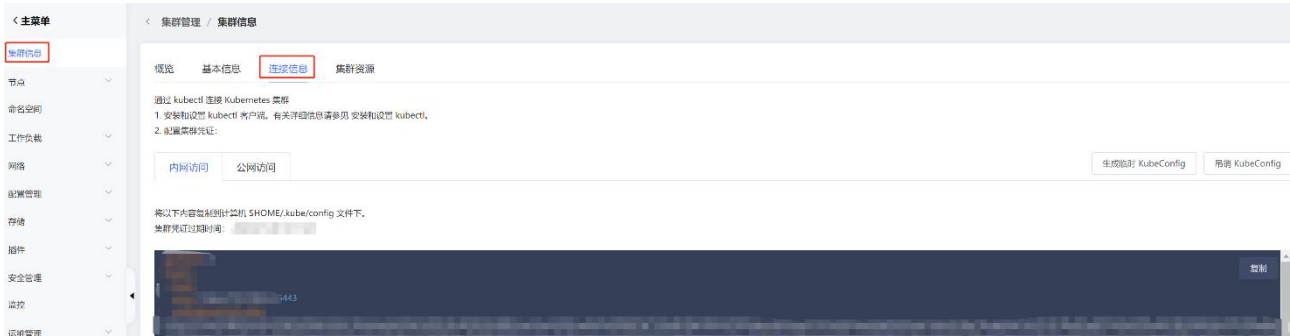 < 主菜单
< 集群管理 / 集群信息
集群信息
节点
命名空间
工作负载
网络
配置管理
存储
插件
安全管理
监控
运维管理
概览 基本信息 连接信息 集群资源
通过 kubectl 连接 Kubernetes 集群
1. 安装和设置 kubectl 客户端。有关详细信息请参见 安装和设置 kubectl。
2. 配置集群凭证：
内网访问 公网访问
生成临时 KubeConfig 吊销 KubeConfig
将以下内容复制到计算机 $HOME/.kube/config 文件下。
集群凭证过期时间：
复制